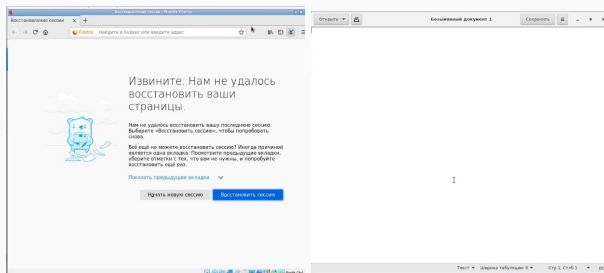 Восстановление сессии - Mozilla Firefox
Восстановление сессии
Firefox Найдите в Яндекс или введите адрес
Извините. Нам не удалось
восстановить ваши
страницы.
Нам не удалось восстановить вашу последнюю сессию.
Выберите «Восстановить сессию», чтобы попробовать
снова.
Всё ещё не можете восстановить сессию? Иногда причиной
является одна вкладка. Посмотрите предыдущие вкладки,
уберите отметки с тех, что вам не нужны, и попробуйте
восстановить ещё раз.
Показать предыдущие вкладки
Начать новую сессию Восстановить сессию
Открыть Безымянный документ 1 Сохранить
Текст Ширина табуляции: 8 Стр 1, Стлб 1